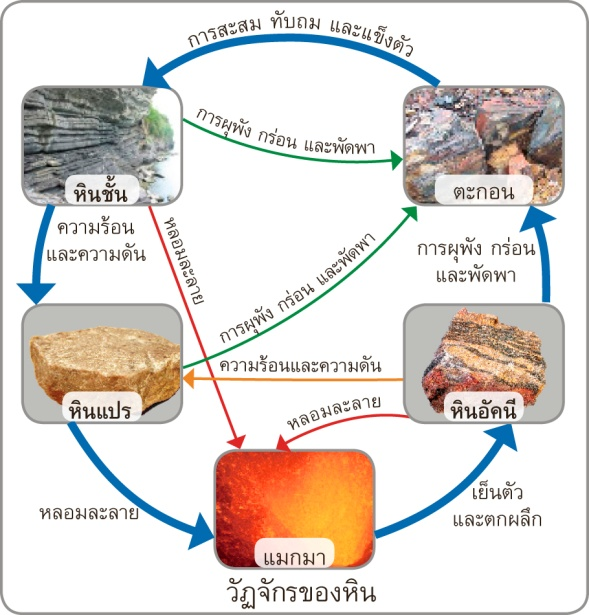 การสะสม ทับถม และแข็งตัว
การผุพัง กร่อน และพัดพา
หินชั้น
ตะกอน
ความร้อน
และความดัน
หลอมละลาย
การผุพัง กร่อน และพัดพา
การผุพัง กร่อน
และพัดพา
ความร้อนและความดัน
หินแปร
หินอัคนี
หลอมละลาย
หลอมละลาย
เย็นตัว
และตกผลึก
แมกมา
วัฏจักรของหิน